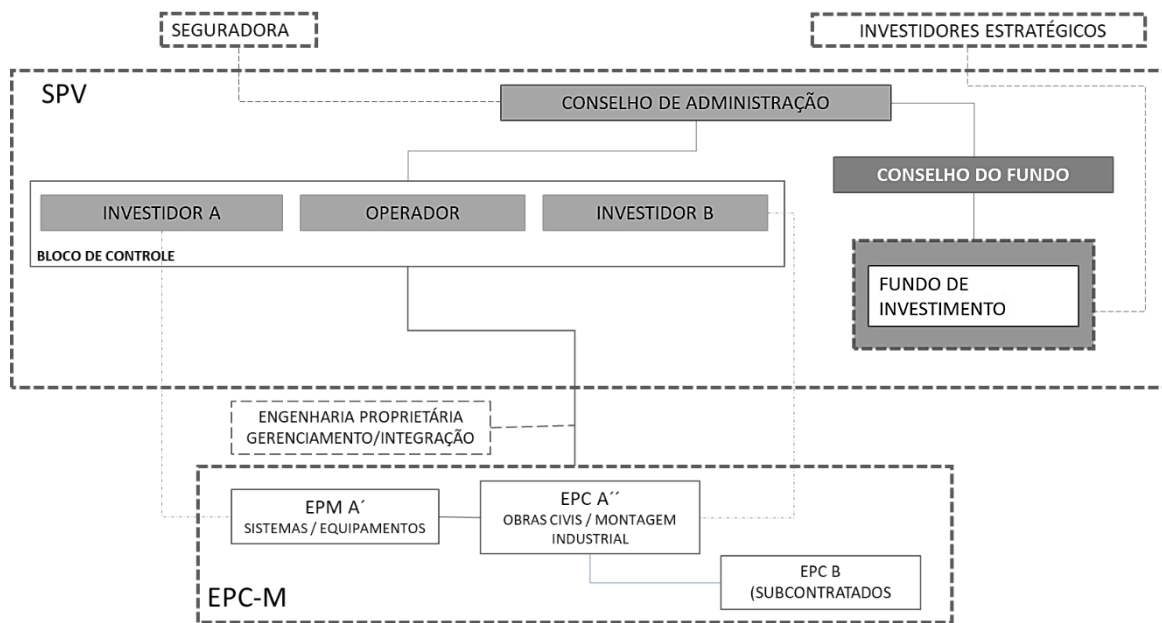 SEGURADORA
INVESTIDORES ESTRATÉGICOS
SPV
CONSELHO DE ADMINISTRAÇÃO
CONSELHO DO FUNDO
INVESTIDOR A
OPERADOR
INVESTIDOR B
BLOCO DE CONTROLE
FUNDO DE
INVESTIMENTO
ENGENHARIA PROPRIETÁRIA
GERENCIAMENTO/INTEGRAÇÃO
EPM A´
SISTEMAS / EQUIPAMENTOS
EPC A´´
OBRAS CIVIS / MONTAGEM
INDUSTRIAL
EPC B
(SUBCONTRATADOS
EPC-M